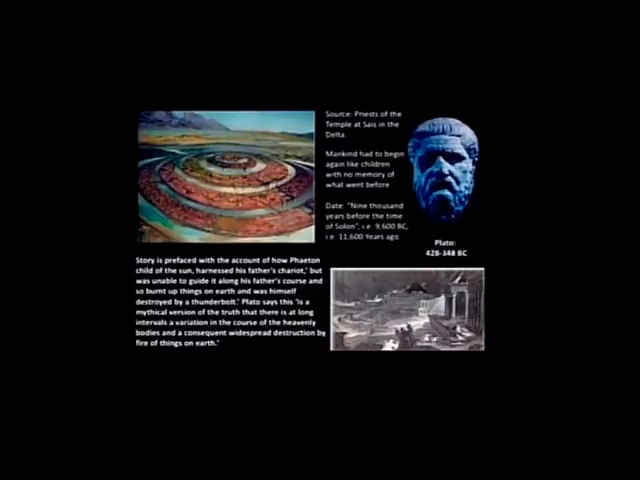 Source: Priests of the
Temple at Sais in the
Delta.
Mankind had to begin
again like children
with no memory of
what went before
Date: "Nine thousand
years before the time
of Solon", i.e. 9,600 BC,
i.e. 11,600 Years ago
Plato:
428-348 BC
Story is prefaced with the account of how Phaeton
child of the sun, harnessed his father's chariot,' but
was unable to guide it along his father's course and
so burnt up things on earth and was himself
destroyed by a thunderbolt.' Plato says this 'is a
mythical version of the truth that there is at long
intervals a variation in the course of the heavenly
bodies and a consequent widespread destruction by
fire of things on earth.'